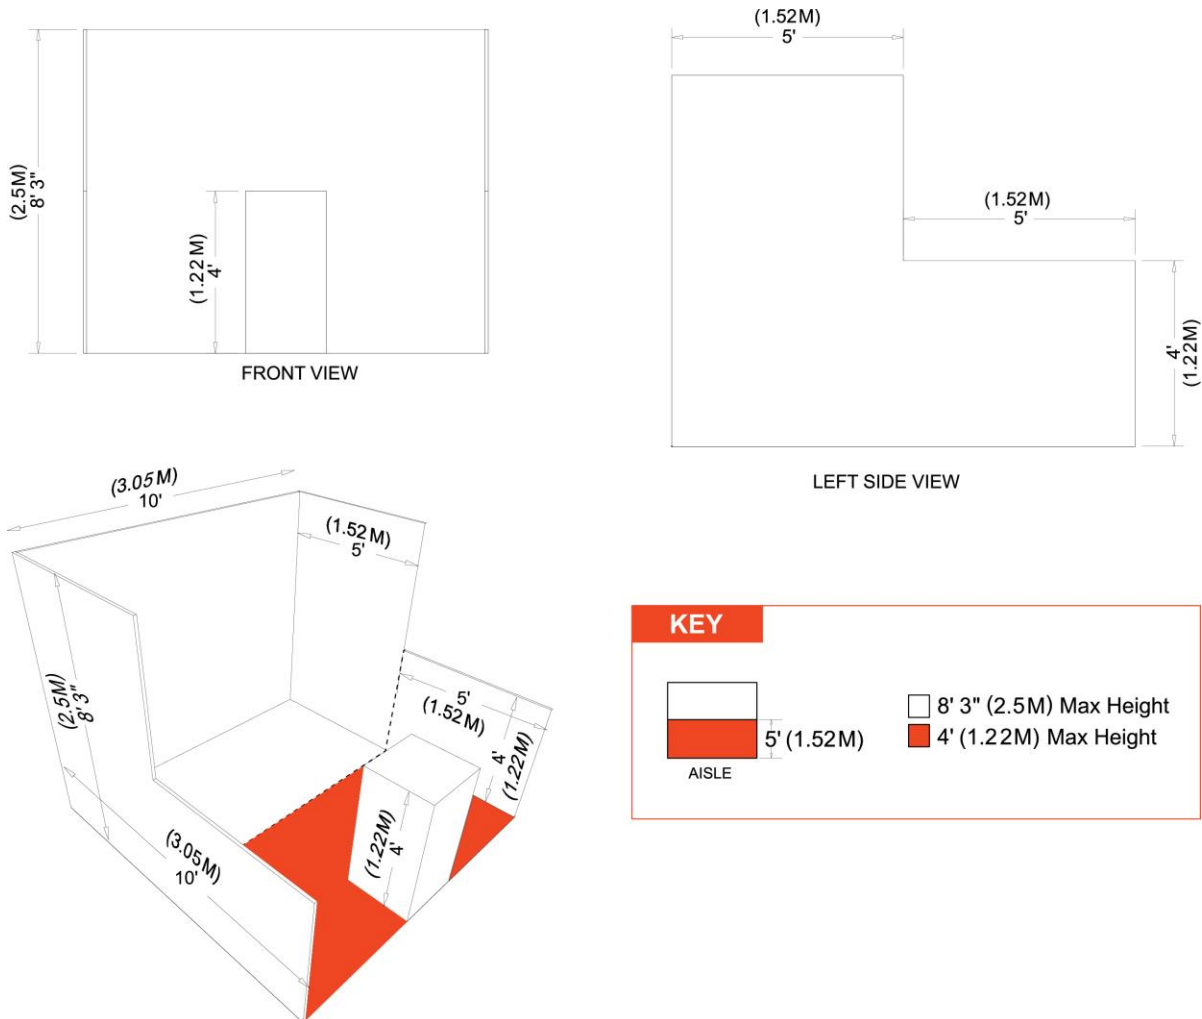 (2.5M)
8' 3"
(1.22M)
4'
FRONT VIEW
(1.52M)
5'
(1.52M)
5'
4'
(1.22M)
LEFT SIDE VIEW
(3.05M)
10'
(1.52M)
5'
(2.5M)
8' 3"
5'
(1.52M)
4'
(1.22M)
(1.22M)
4'
(3.05M)
10'
KEY
5' (1.52M)
AISLE
8' 3" (2.5M) Max Height
4' (1.22M) Max Height